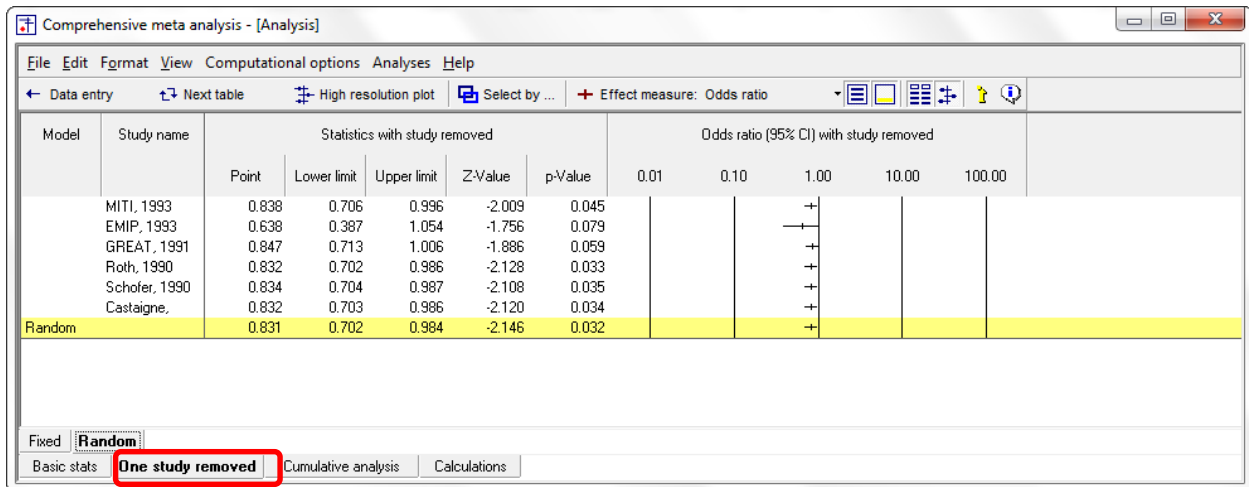 Comprehensive meta analysis - [Analysis]
File Edit Format View Computational options Analyses Help
Data entry Next table High resolution plot Select by ... Effect measure: Odds ratio
Model Study name Statistics with study removed Odds ratio (95% CI) with study removed
Point Lower limit Upper limit Z-Value p-Value 0.01 0.10 1.00 10.00 100.00
MITI, 1993 0.838 0.706 0.996 -2.009 0.045
EMIP, 1993 0.638 0.387 1.054 -1.756 0.079
GREAT, 1991 0.847 0.713 1.006 -1.886 0.059
Roth, 1990 0.832 0.702 0.986 -2.128 0.033
Schofer, 1990 0.834 0.704 0.987 -2.108 0.035
Castaigne, 0.832 0.703 0.986 -2.120 0.034
Random 0.831 0.702 0.984 -2.146 0.032
Fixed Random
Basic stats One study removed Cumulative analysis Calculations